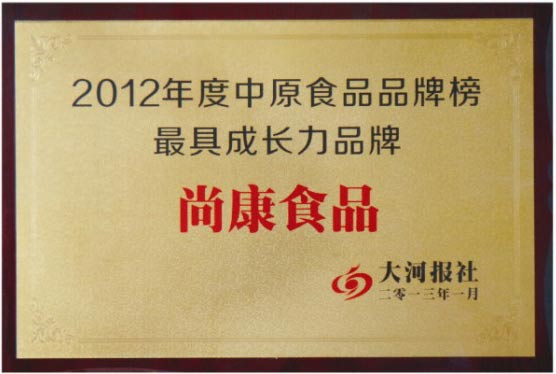 2012年度中原食品品牌榜
最具成长力品牌
尚康食品
大河报社
二零一三年一月